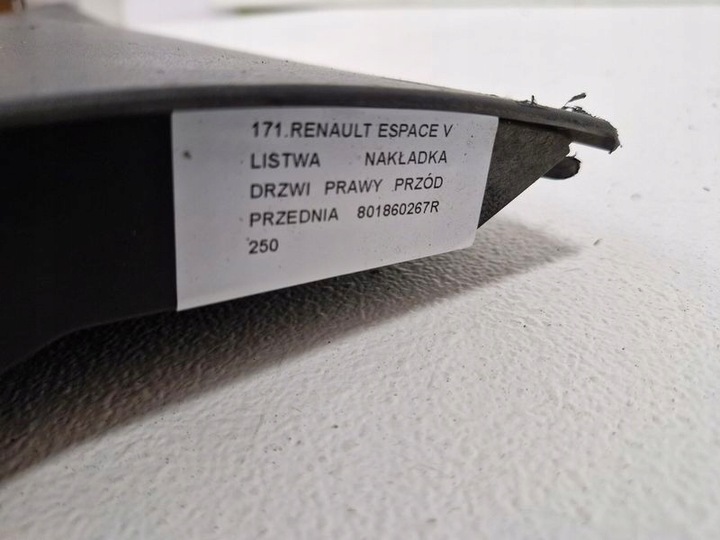 171.RENAULT ESPACE V
LISTWA NAKŁADKA
DRZWI PRAWY PRZÓD
PRZEDNIA 801860267R
250